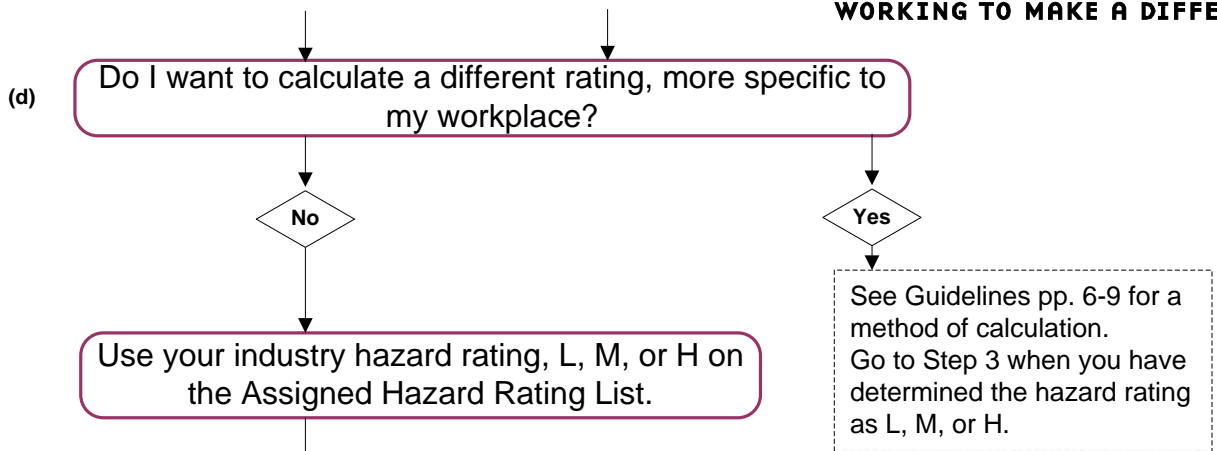 WORKING TO MAKE A DIFFE
(d)
Do I want to calculate a different rating, more specific to
my workplace?
No
Yes
See Guidelines pp. 6-9 for a
method of calculation.
Go to Step 3 when you have
determined the hazard rating
as L, M, or H.
Use your industry hazard rating, L, M, or H on
the Assigned Hazard Rating List.